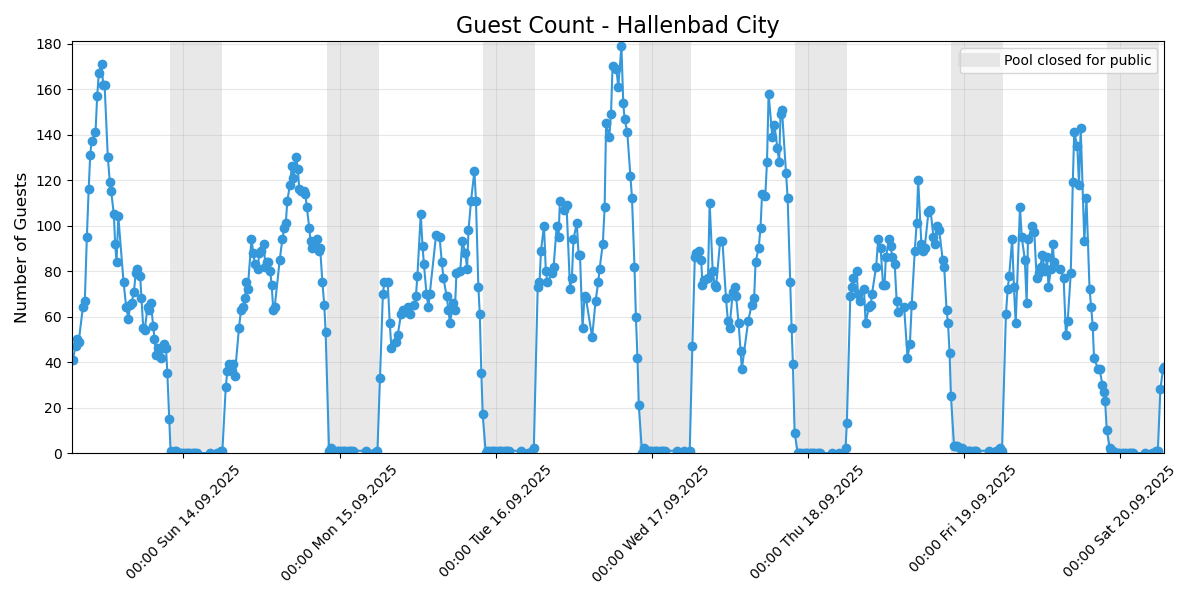 Guest Count - Hallenbad City
Pool closed for public
Number of Guests
180
160
140
120
100
80
60
40
20
0
00:00 Sun 14.09.2025
00:00 Mon 15.09.2025
00:00 Tue 16.09.2025
00:00 Wed 17.09.2025
00:00 Thu 18.09.2025
00:00 Fri 19.09.2025
00:00 Sat 20.09.2025